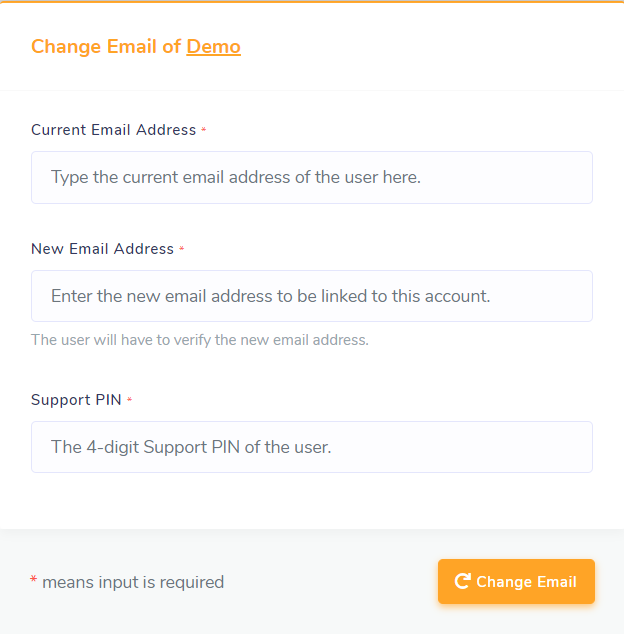 Change Email of Demo
Current Email Address *
Type the current email address of the user here.
New Email Address *
Enter the new email address to be linked to this account.
The user will have to verify the new email address.
Support PIN *
The 4-digit Support PIN of the user.
* means input is required
Change Email